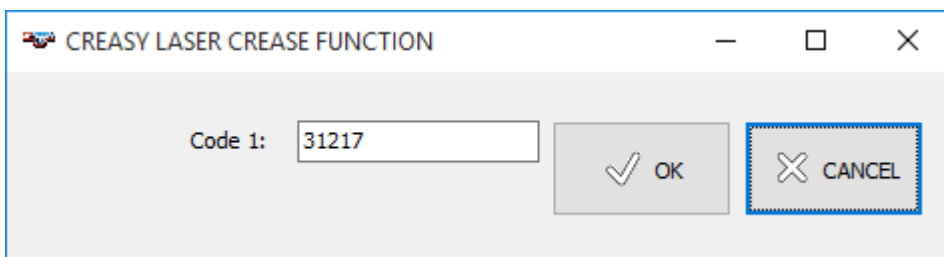 CREASY LASER CREASE FUNCTION
Code 1: 31217 OK CANCEL